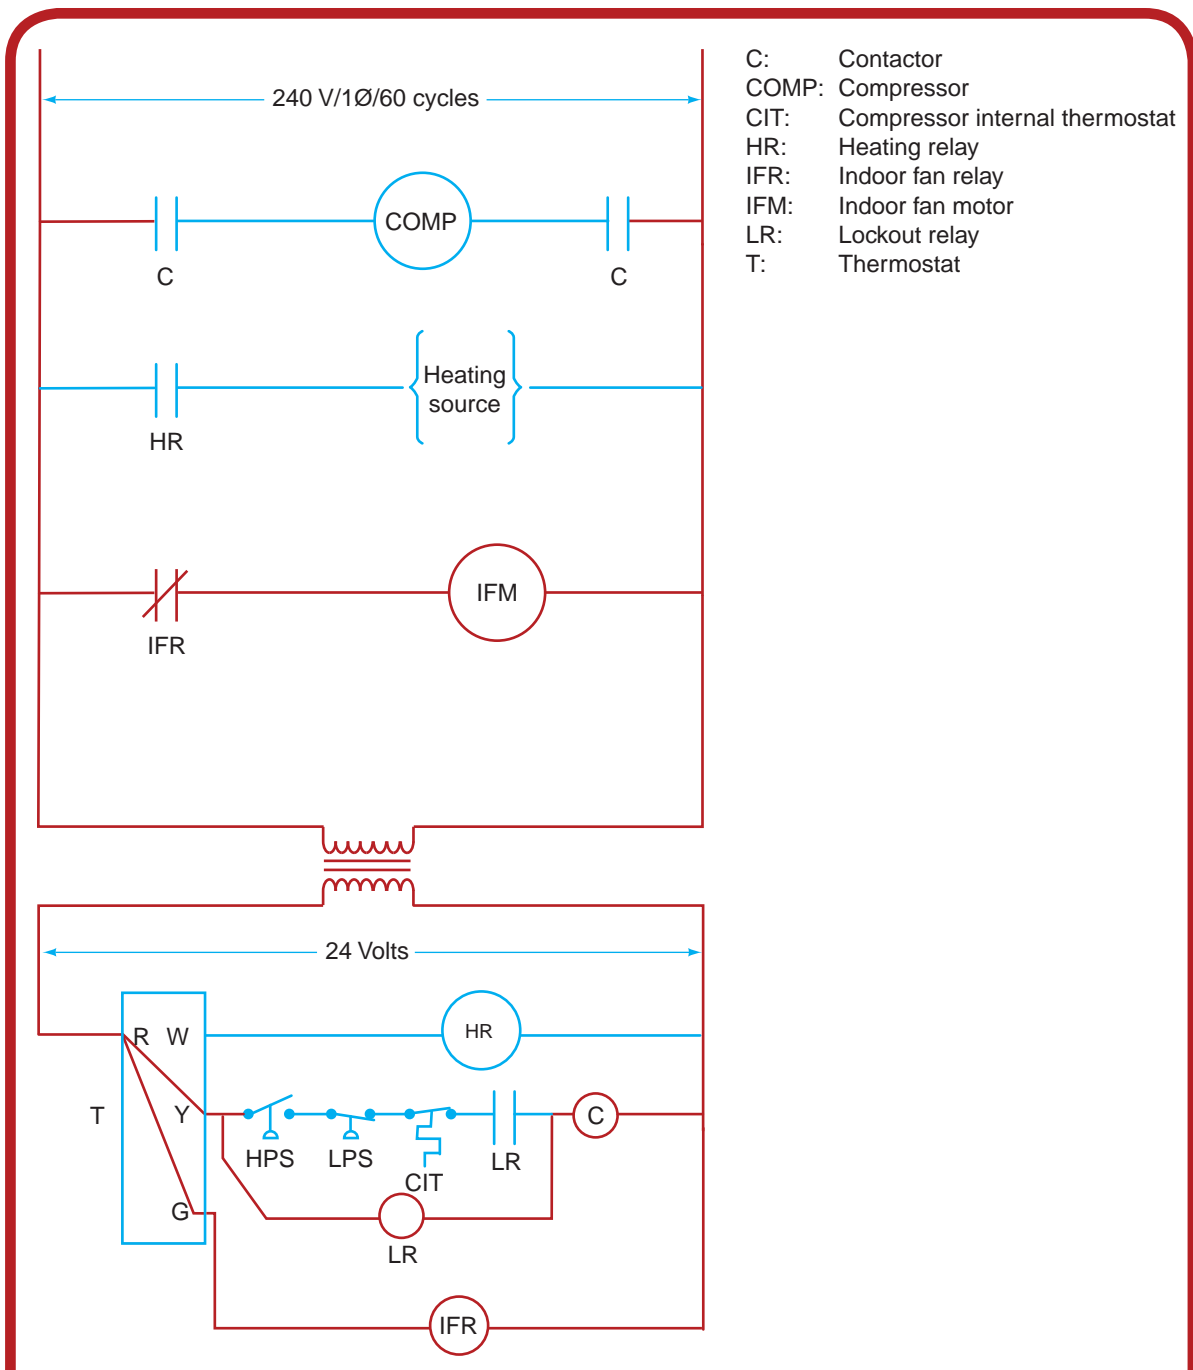 240 V/1Ø/60 cycles
C: Contactor
COMP: Compressor
CIT: Compressor internal thermostat
HR: Heating relay
IFR: Indoor fan relay
IFM: Indoor fan motor
LR: Lockout relay
T: Thermostat
COMP
C
C
Heating
source
HR
IFM
IFR
24 Volts
R W
HR
T
Y
C
HPS
LPS
CIT
LR
G
LR
IFR